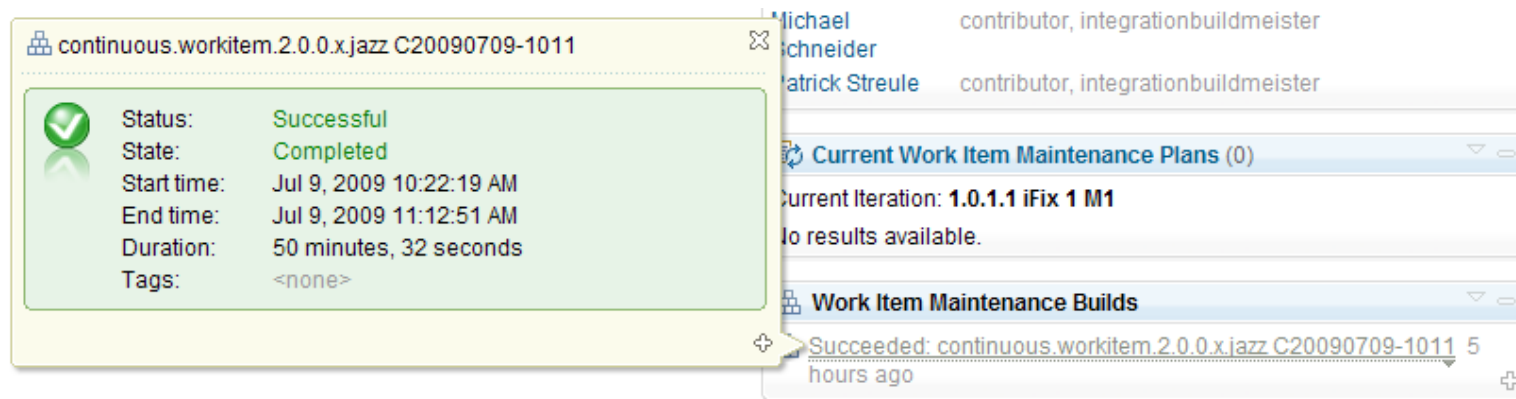 continuous.workitem.2.0.0.x.jazz C20090709-1011
Status: Successful
State: Completed
Start time: Jul 9, 2009 10:22:19 AM
End time: Jul 9, 2009 11:12:51 AM
Duration: 50 minutes, 32 seconds
Tags: <none>
Michael contributor, integrationbuildmeister
Schneider
Patrick Streule contributor, integrationbuildmeister
Current Work Item Maintenance Plans (0)
Current Iteration: 1.0.1.1 iFix 1 M1
No results available.
Work Item Maintenance Builds
Succeeded: continuous.workitem.2.0.0.x.jazz C20090709-1011 5
hours ago